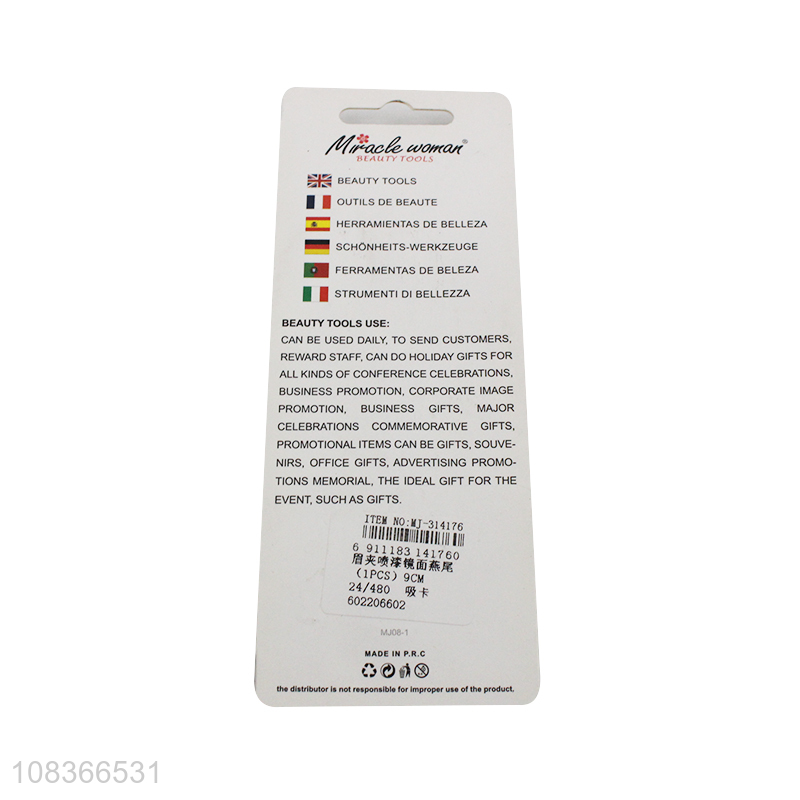 Miracle woman®
BEAUTY TOOLS
BEAUTY TOOLS
OUTILS DE BEAUTE
HERRAMIENTAS DE BELLEZA
SCHÖNHEITS-WERKZEUGE
FERRAMENTAS DE BELEZA
STRUMENTI DI BELLEZZA
BEAUTY TOOLS USE:
CAN BE USED DAILY, TO SEND CUSTOMERS,
REWARD STAFF, CAN DO HOLIDAY GIFTS FOR
ALL KINDS OF CONFERENCE CELEBRATIONS,
BUSINESS PROMOTION, CORPORATE IMAGE
PROMOTION, BUSINESS GIFTS, MAJOR
CELEBRATIONS COMMEMORATIVE GIFTS,
PROMOTIONAL ITEMS CAN BE GIFTS, SOUVE-
NIRS, OFFICE GIFTS, ADVERTISING PROMO-
TIONS MEMORIAL, THE IDEAL GIFT FOR THE
EVENT, SUCH AS GIFTS.
ITEM NO:MJ-314176
6 911183 141760
眉夹喷漆镜面燕尾
(1PCS) 9CM
24/480 吸卡
602206602
MJ08-1
MADE IN P.R.C
the distributor is not responsible for improper use of the product.
108366531